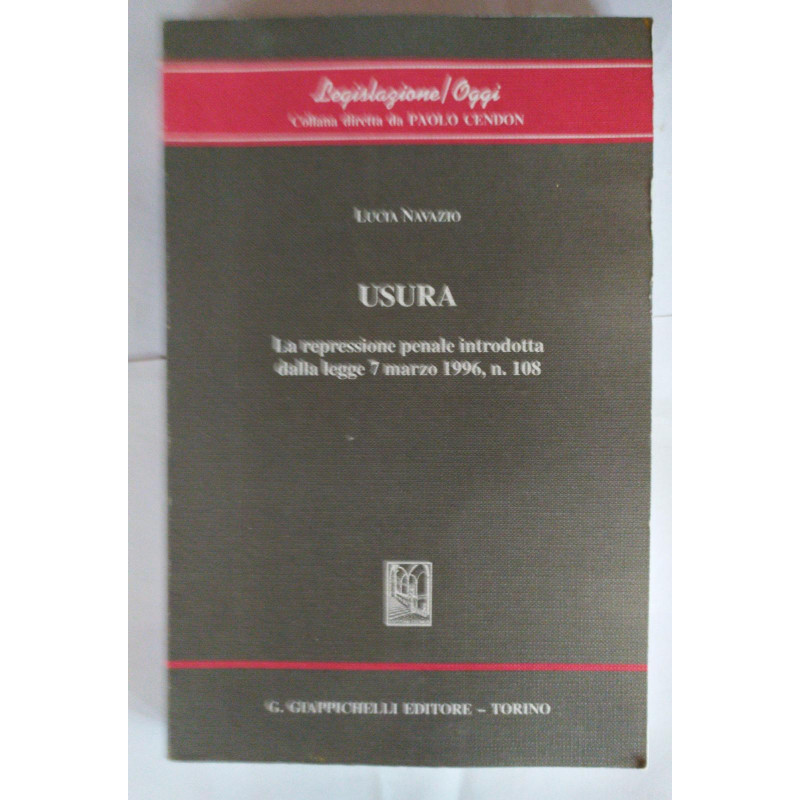 Legislazione/Oggi
Collana diretta da PAOLO CENDON
LUCIA NAVAZIO
USURA
La repressione penale introdotta
dalla legge 7 marzo 1996, n. 108
G. GIAPPICHELLI EDITORE – TORINO